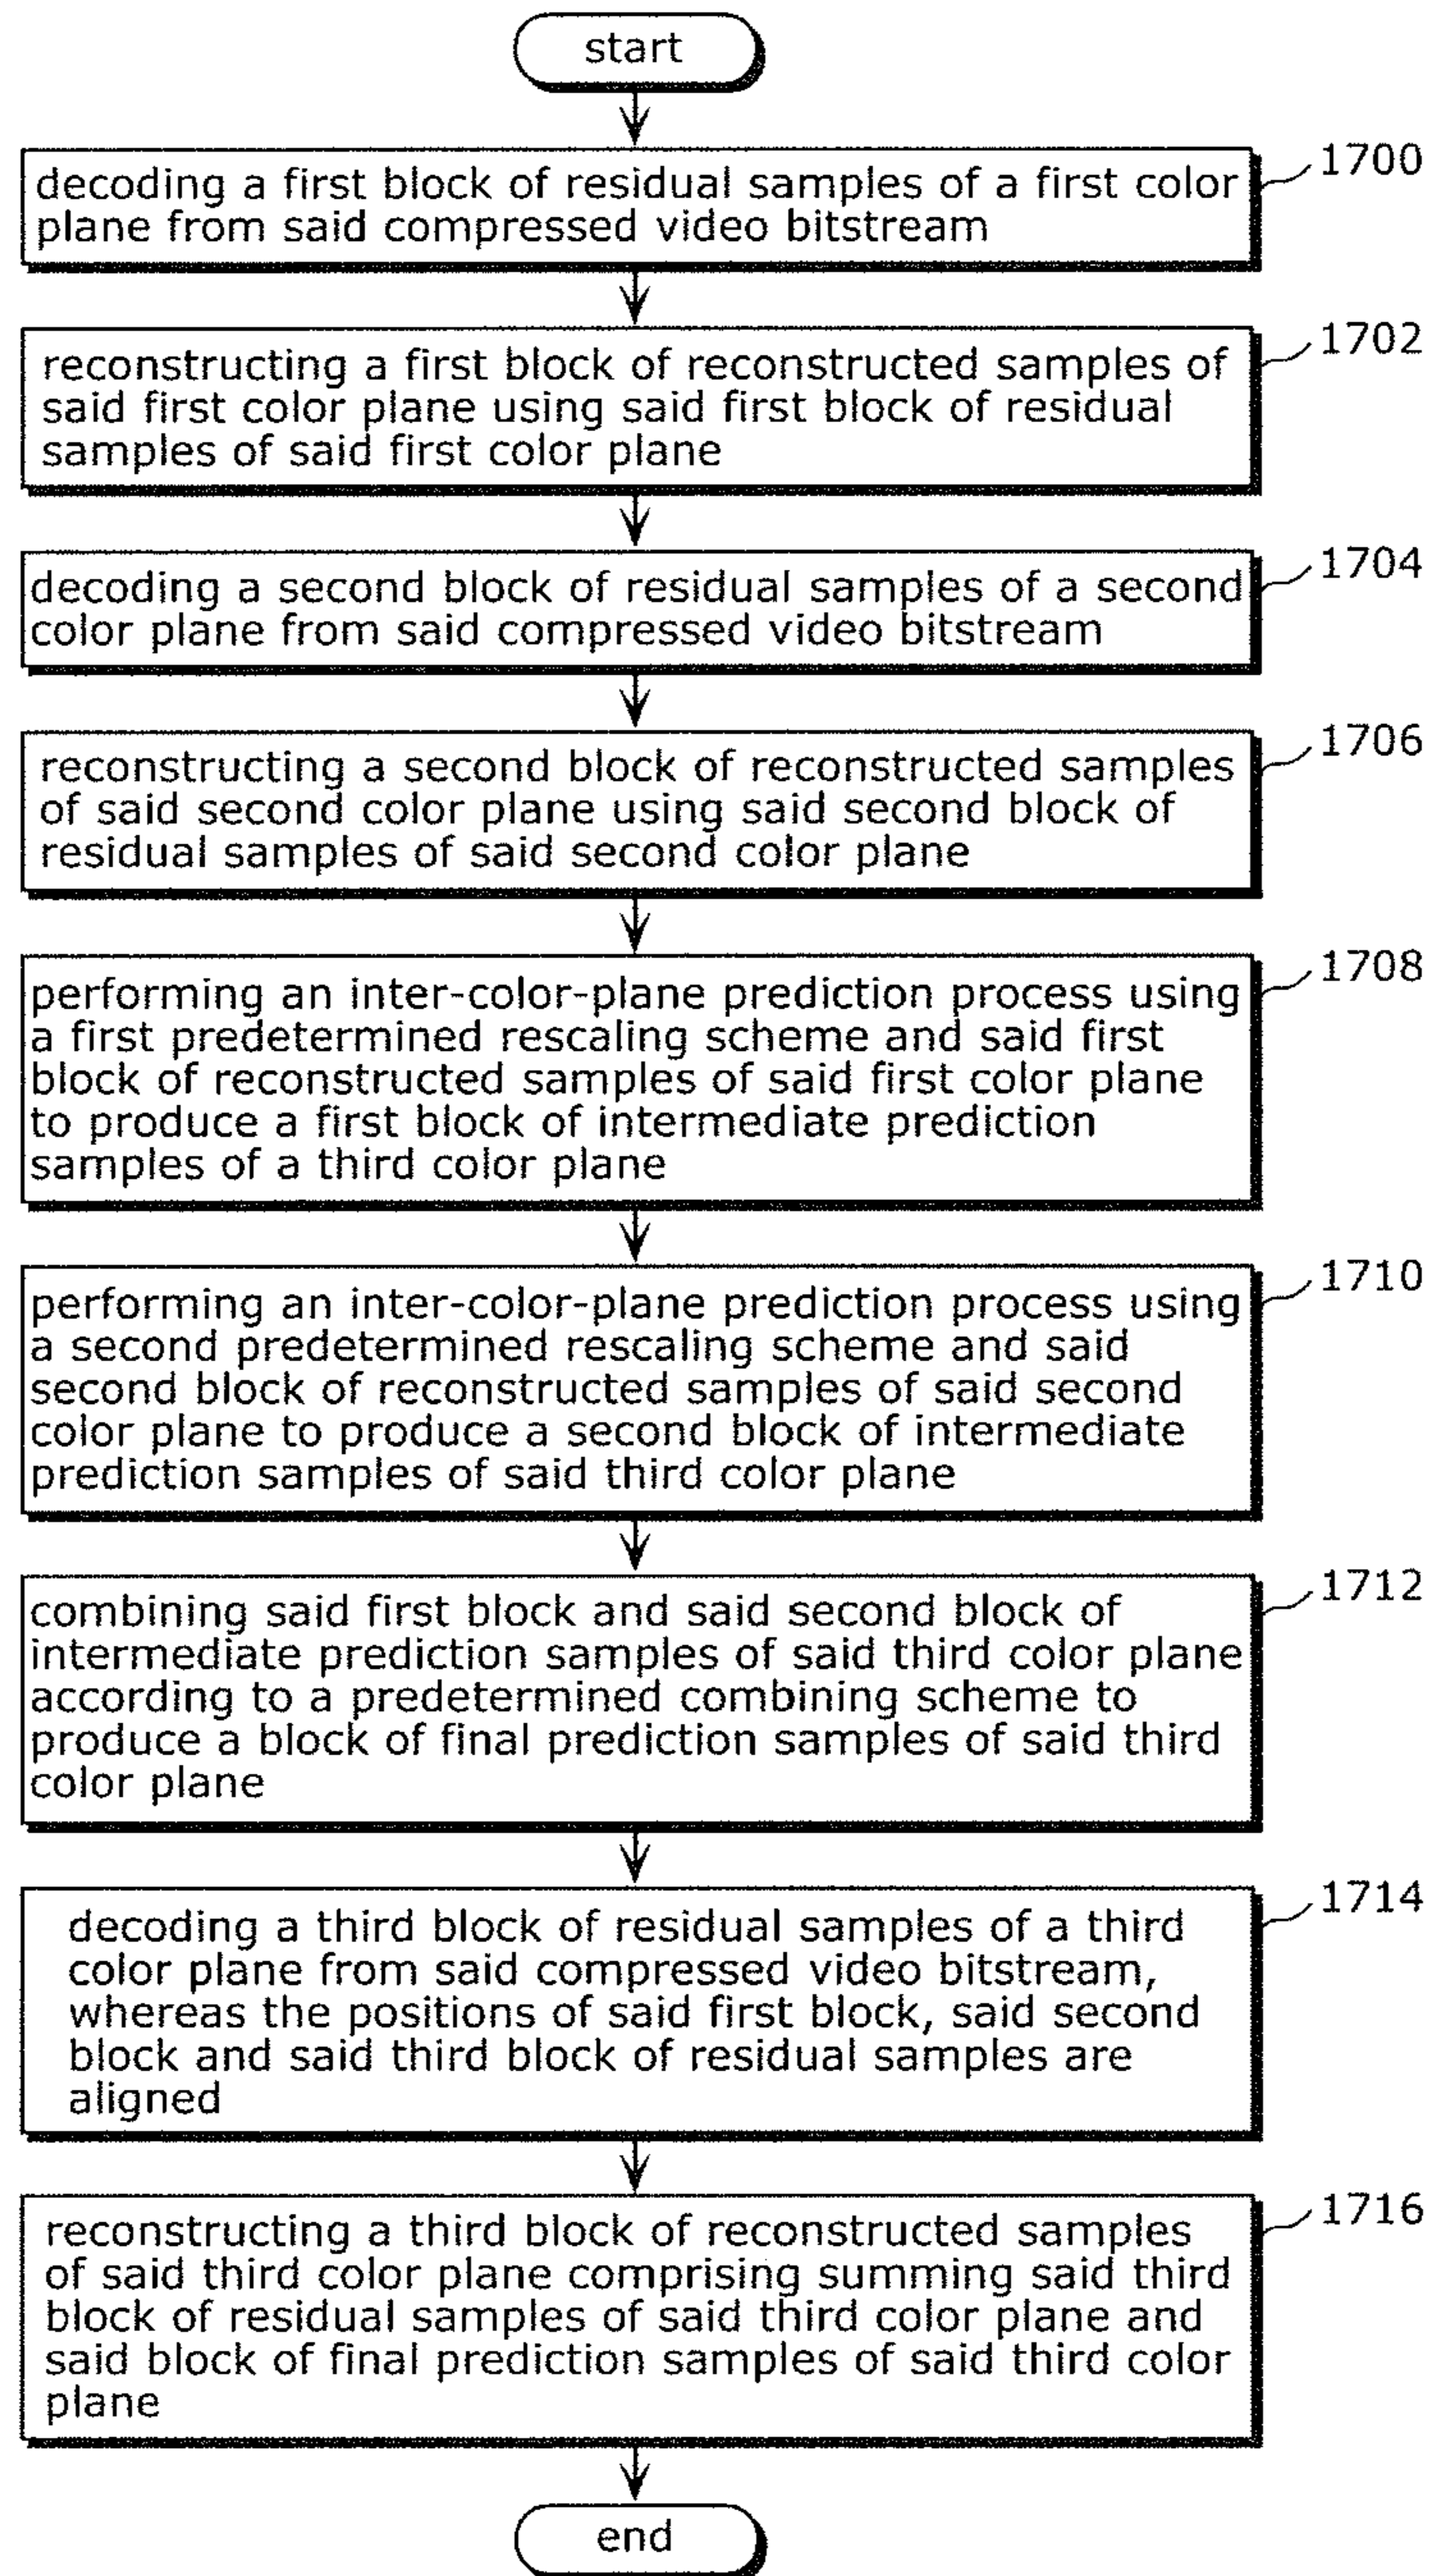 start
1700
decoding a first block of residual samples of a first color
plane from said compressed video bitstream
1702
reconstructing a first block of reconstructed samples of
said first color plane using said first block of residual
samples of said first color plane
1704
decoding a second block of residual samples of a second
color plane from said compressed video bitstream
1706
reconstructing a second block of reconstructed samples
of said second color plane using said second block of
residual samples of said second color plane
1708
performing an inter-color-plane prediction process using
a first predetermined rescaling scheme and said first
block of reconstructed samples of said first color plane
to produce a first block of intermediate prediction
samples of a third color plane
1710
performing an inter-color-plane prediction process using
a second predetermined rescaling scheme and said
second block of reconstructed samples of said second
color plane to produce a second block of intermediate
prediction samples of said third color plane
1712
combining said first block and said second block of
intermediate prediction samples of said third color plane
according to a predetermined combining scheme to
produce a block of final prediction samples of said third
color plane
1714
decoding a third block of residual samples of a third
color plane from said compressed video bitstream,
whereas the positions of said first block, said second
block and said third block of residual samples are
aligned
1716
reconstructing a third block of reconstructed samples
of said third color plane comprising summing said third
block of residual samples of said third color plane and
said block of final prediction samples of said third color
plane
end